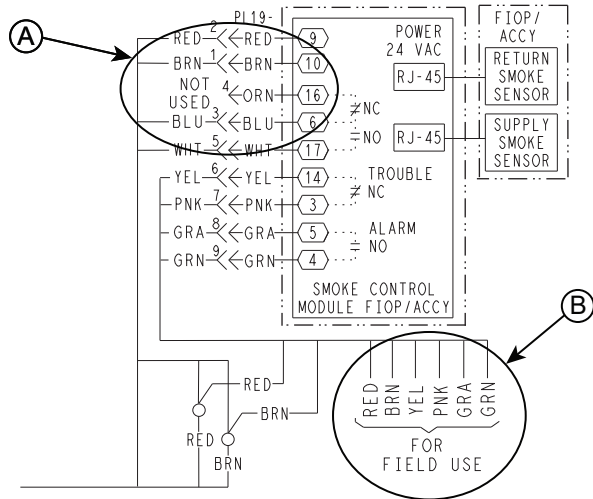 A
PL19-
RED 2 RED 9
BRN 1 BRN 10
NOT USED 4 ORN 16
BLU 3 BLU 6
WHT 5 WHT 17
YEL 6 YEL 14
PNK 7 PNK 3
GRA 8 GRA 5
GRN 9 GRN 4
NC
NO
TROUBLE
NC
ALARM
NO
POWER
24 VAC
RJ-45
RJ-45
SMOKE CONTROL
MODULE FIOP/ACCY
FIOP/
ACCY
RETURN
SMOKE
SENSOR
SUPPLY
SMOKE
SENSOR
B
RED
BRN
RED
BRN
RED
BRN
YEL
PNK
GRA
GRN
FOR
FIELD USE